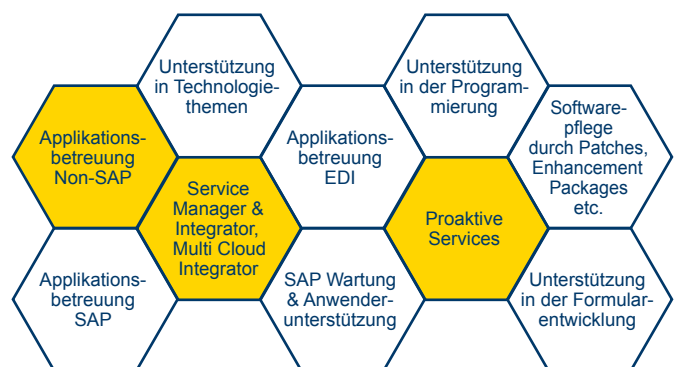 Unterstützung
in Technologie-
themen
Unterstützung
in der Program-
mierung
Applikations-
betreuung
Non-SAP
Applikations-
betreuung
EDI
Software-
pflege
durch Patches,
Enhancement
Packages
etc.
Service
Manager &
Integrator,
Multi Cloud
Integrator
Proaktive
Services
Applikations-
betreuung
SAP
SAP Wartung
& Anwender-
unterstützung
Unterstützung
in der Formular-
entwicklung